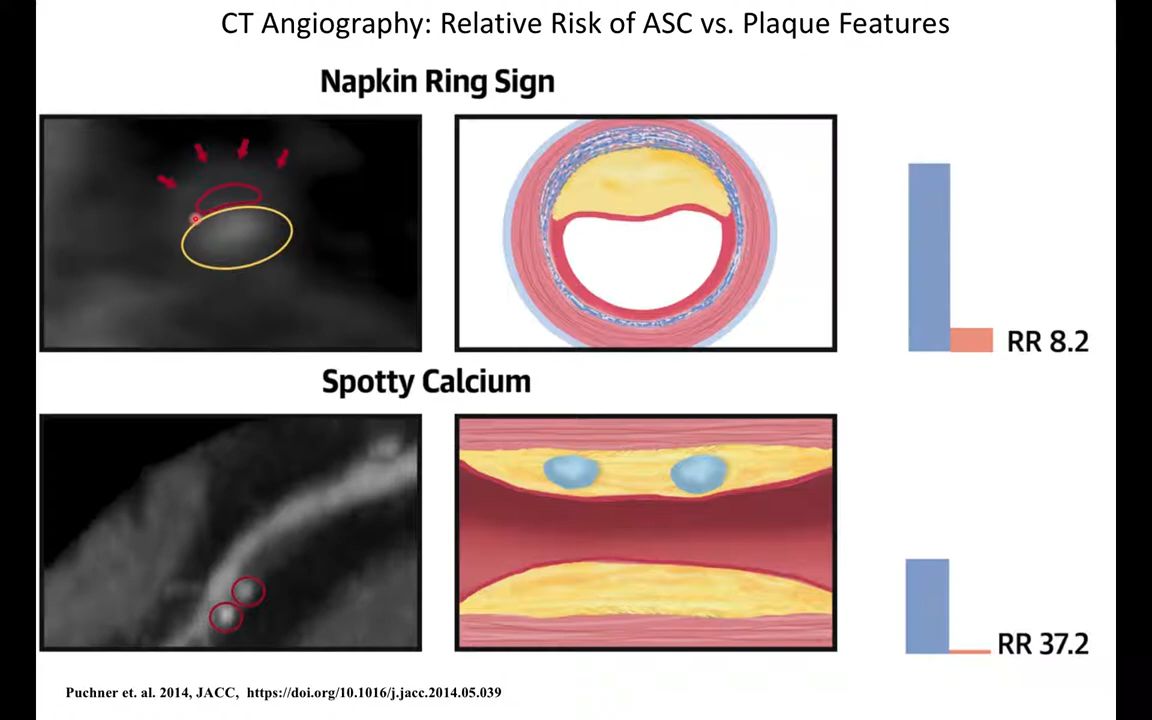 CT Angiography: Relative Risk of ASC vs. Plaque Features
Napkin Ring Sign
RR 8.2
Spotty Calcium
RR 37.2
Puchner et. al. 2014, JACC, https://doi.org/10.1016/j.jacc.2014.05.039